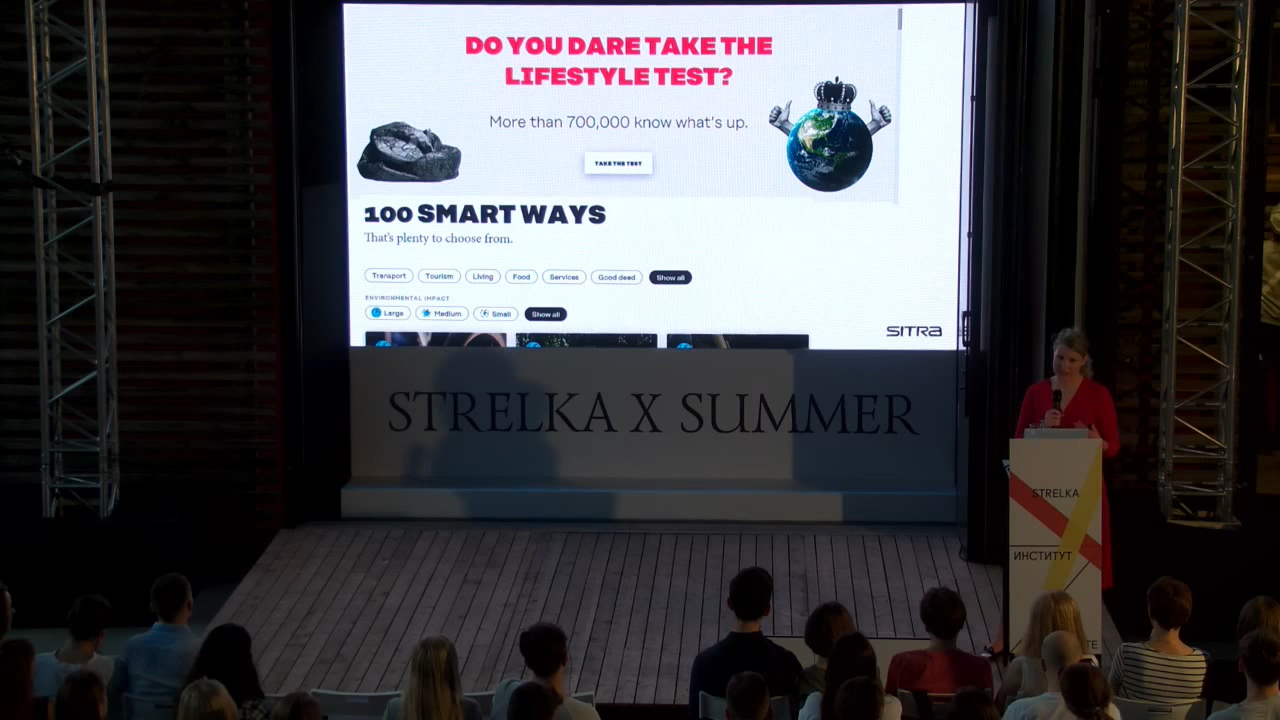 DO YOU DARE TAKE THE
LIFESTYLE TEST?
More than 700,000 know what's up.
TAKE THE TEST
100 SMART WAYS
That's plenty to choose from.
Transport Tourism Living Food Services Good deed Show all
ENVIRONMENTAL IMPACT
Large Medium Small Show all
SITRA
STRELKA X SUMMER
STRELKA
ИНСТИТУТ